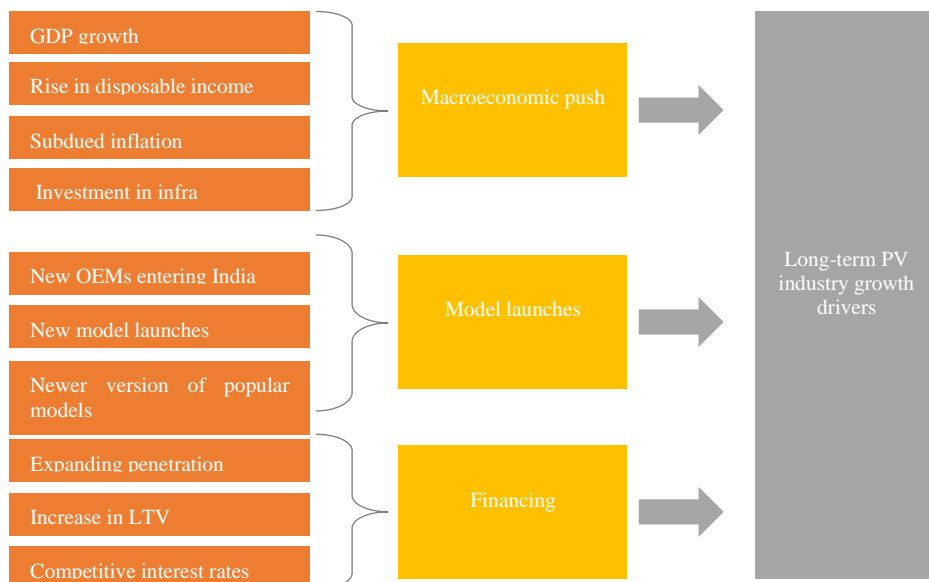 GDP growth
Rise in disposable income
Subdued inflation
Investment in infra
Macroeconomic push
New OEMs entering India
New model launches
Newer version of popular
models
Model launches
Expanding penetration
Increase in LTV
Competitive interest rates
Financing
Long-term PV
industry growth
drivers